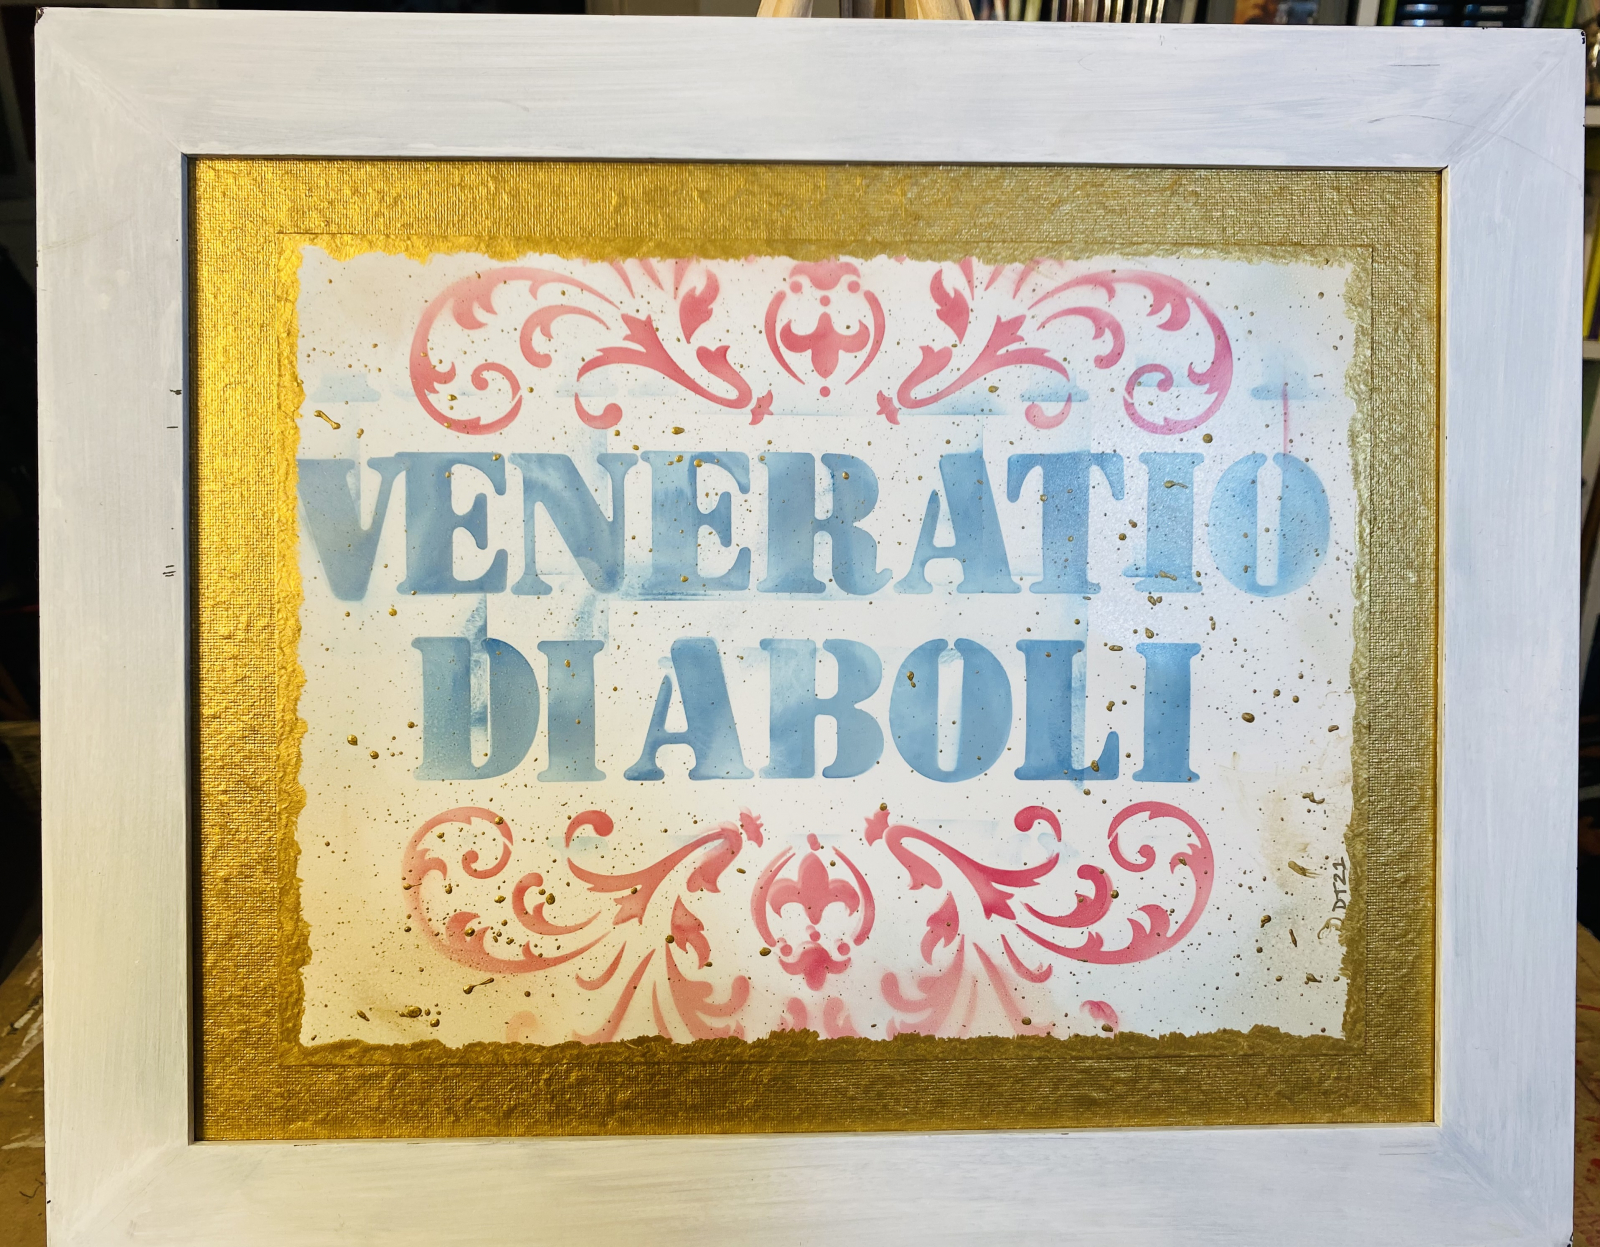 VENERATIO
DIABOLI
DT21